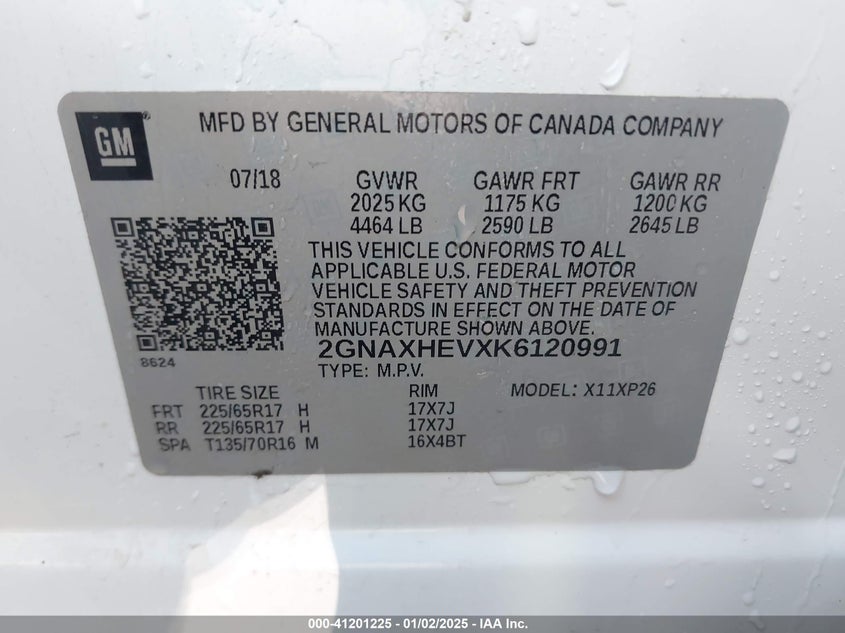 GM
MFD BY GENERAL MOTORS OF CANADA COMPANY
07/18 GVWR GAWR FRT GAWR RR
2025 KG 1175 KG 1200 KG
4464 LB 2590 LB 2645 LB
THIS VEHICLE CONFORMS TO ALL
APPLICABLE U.S. FEDERAL MOTOR
VEHICLE SAFETY AND THEFT PREVENTION
STANDARDS IN EFFECT ON THE DATE OF
MANUFACTURE SHOWN ABOVE.
2GNAXHEVXK6120991
8624
TYPE: M.P.V.
TIRE SIZE RIM MODEL: X11XP26
FRT 225/65R17 H 17X7J
RR 225/65R17 H 17X7J
SPA T135/70R16 M 16X4BT
000-41201225 - 01/02/2025 - IAA Inc.